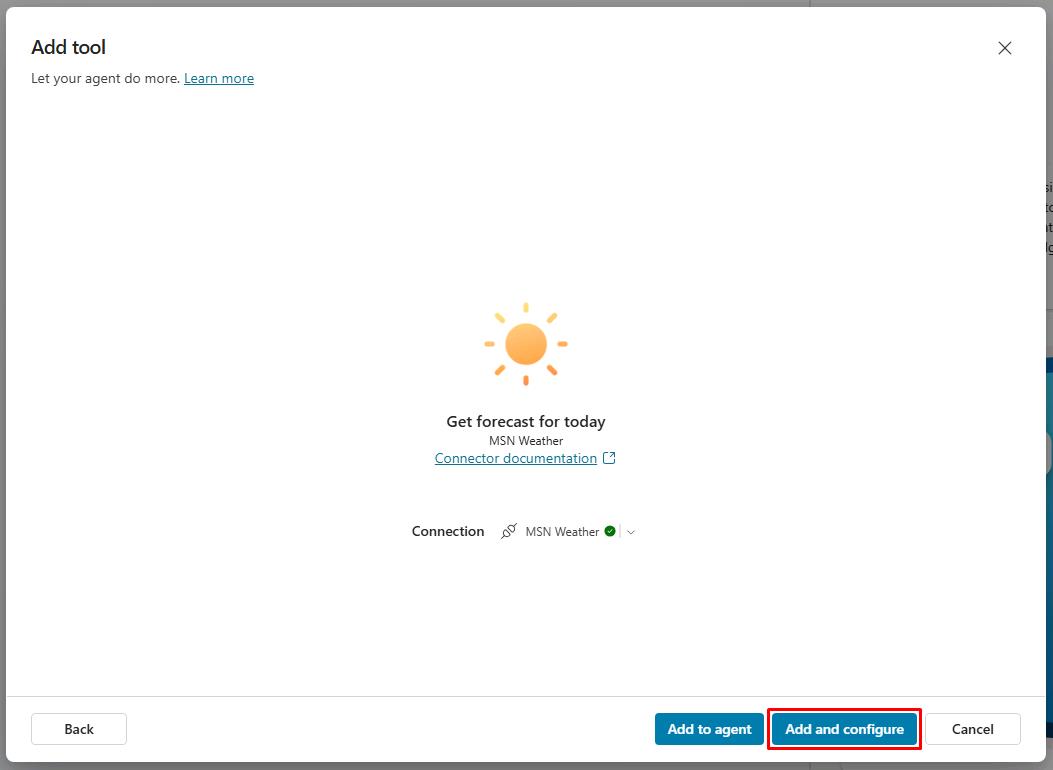 Add tool
Let your agent do more. Learn more
Get forecast for today
MSN Weather
Connector documentation
Connection MSN Weather
Back
Add to agent
Add and configure
Cancel